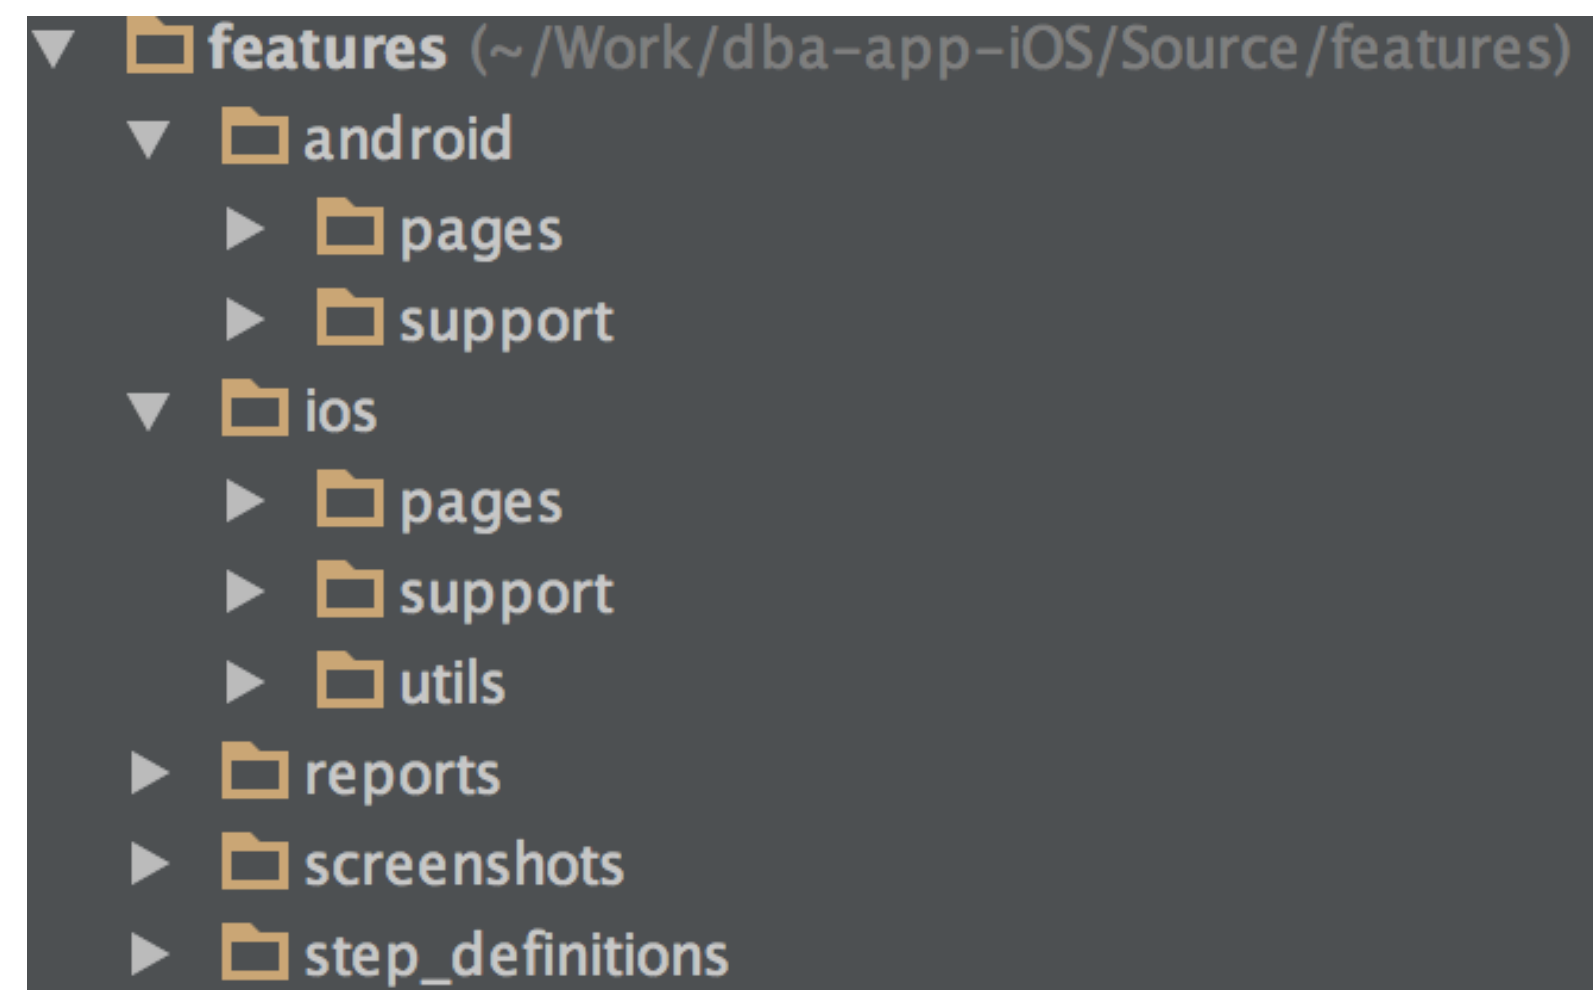 features (~/Work/dba-app-iOS/Source/features)
android
pages
support
ios
pages
support
utils
reports
screenshots
step_definitions